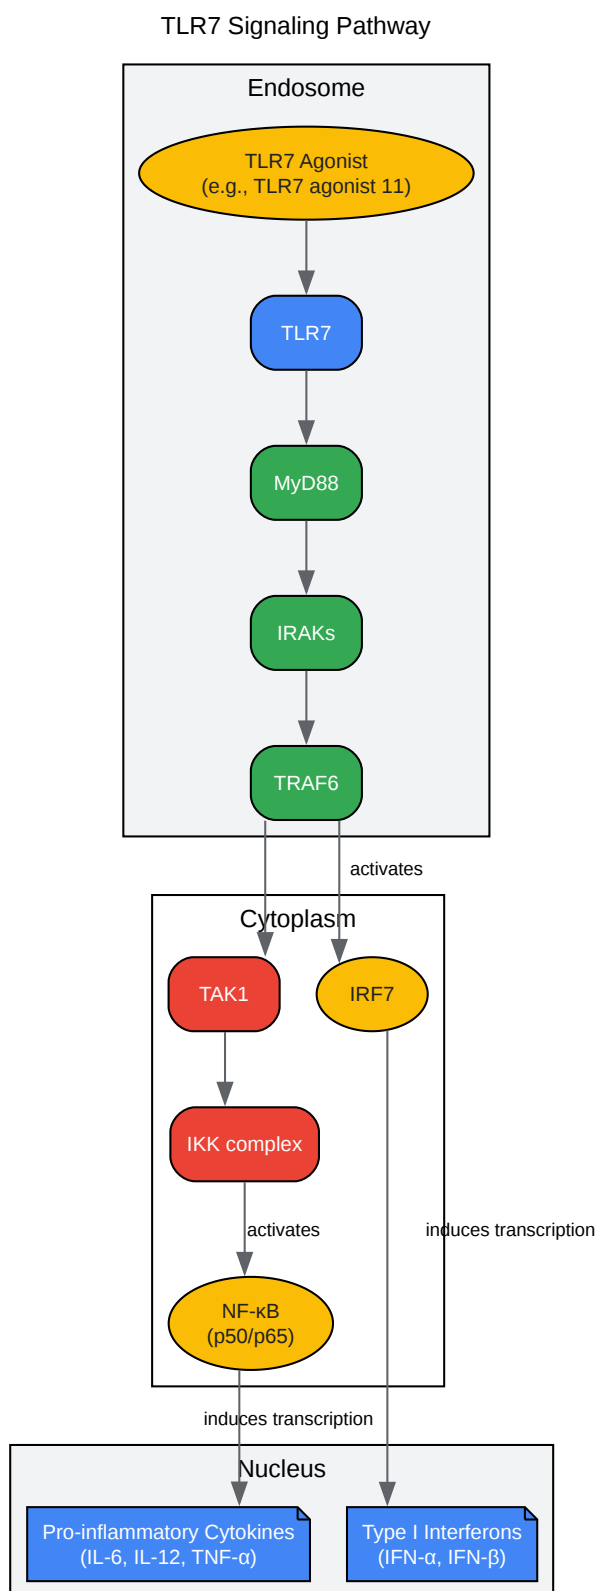 TLR7 Signaling Pathway
Endosome
TLR7 Agonist
(e.g., TLR7 agonist 11)
TLR7
MyD88
IRAKs
TRAF6
activates
Cytoplasm
TAK1
IRF7
IKK complex
activates
induces transcription
NF-κB
(p50/p65)
induces transcription
Nucleus
Pro-inflammatory Cytokines
(IL-6, IL-12, TNF-α)
Type I Interferons
(IFN-α, IFN-β)